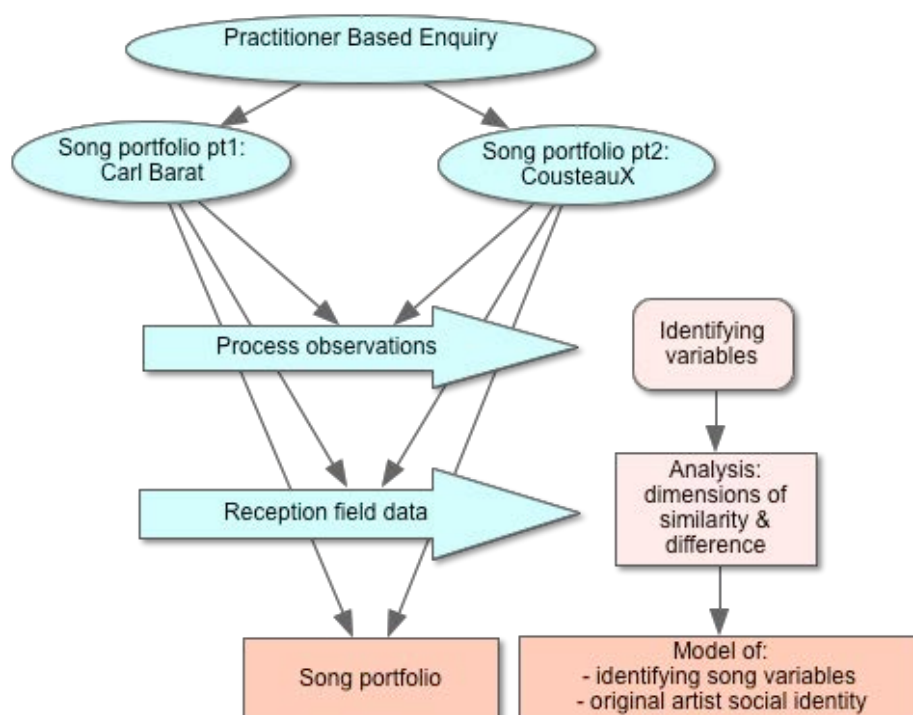 Practitioner Based Enquiry
Song portfolio pt1:
Carl Barat
Song portfolio pt2:
CousteauX
Process observations
Identifying
variables
Reception field data
Analysis:
dimensions of
similarity &
difference
Song portfolio
Model of:
- identifying song variables
- original artist social identity